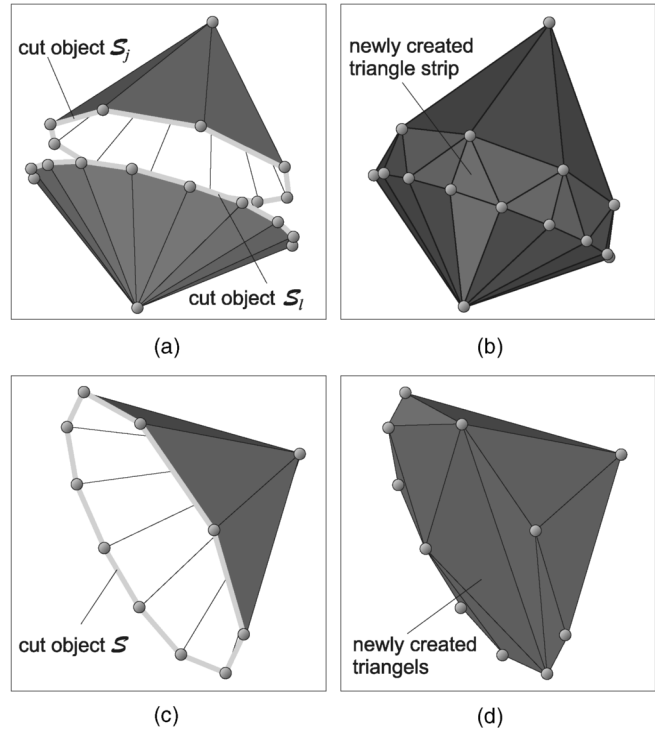 cut object S_j
cut object S_l
(a)
newly created
triangle strip
(b)
cut object S
(c)
newly created
triangels
(d)